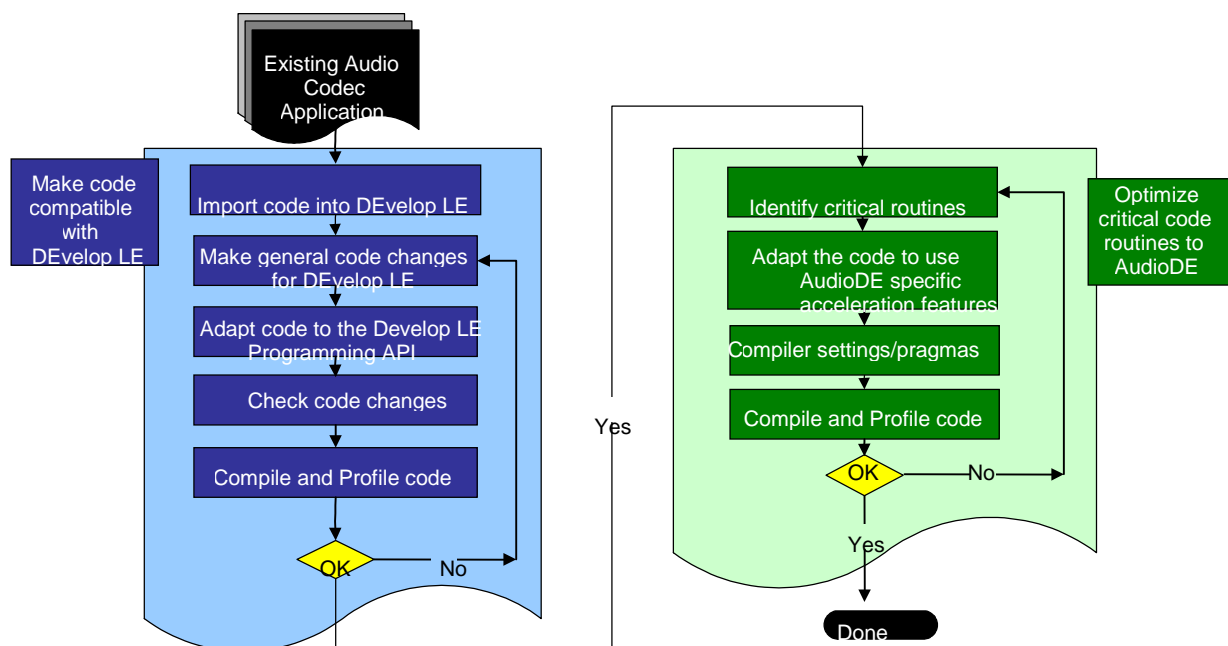 Existing Audio
Codec
Application
Make code
compatible
with
DEvelop LE
Import code into DEvelop LE
Make general code changes
for DEvelop LE
Adapt code to the Develop LE
Programming API
Check code changes
Compile and Profile code
OK
No
Yes
Identify critical routines
Adapt the code to use
AudioDE specific
acceleration features
Compiler settings/pragmas
Compile and Profile code
OK
No
Yes
Done
Optimize
critical code
routines to
AudioDE